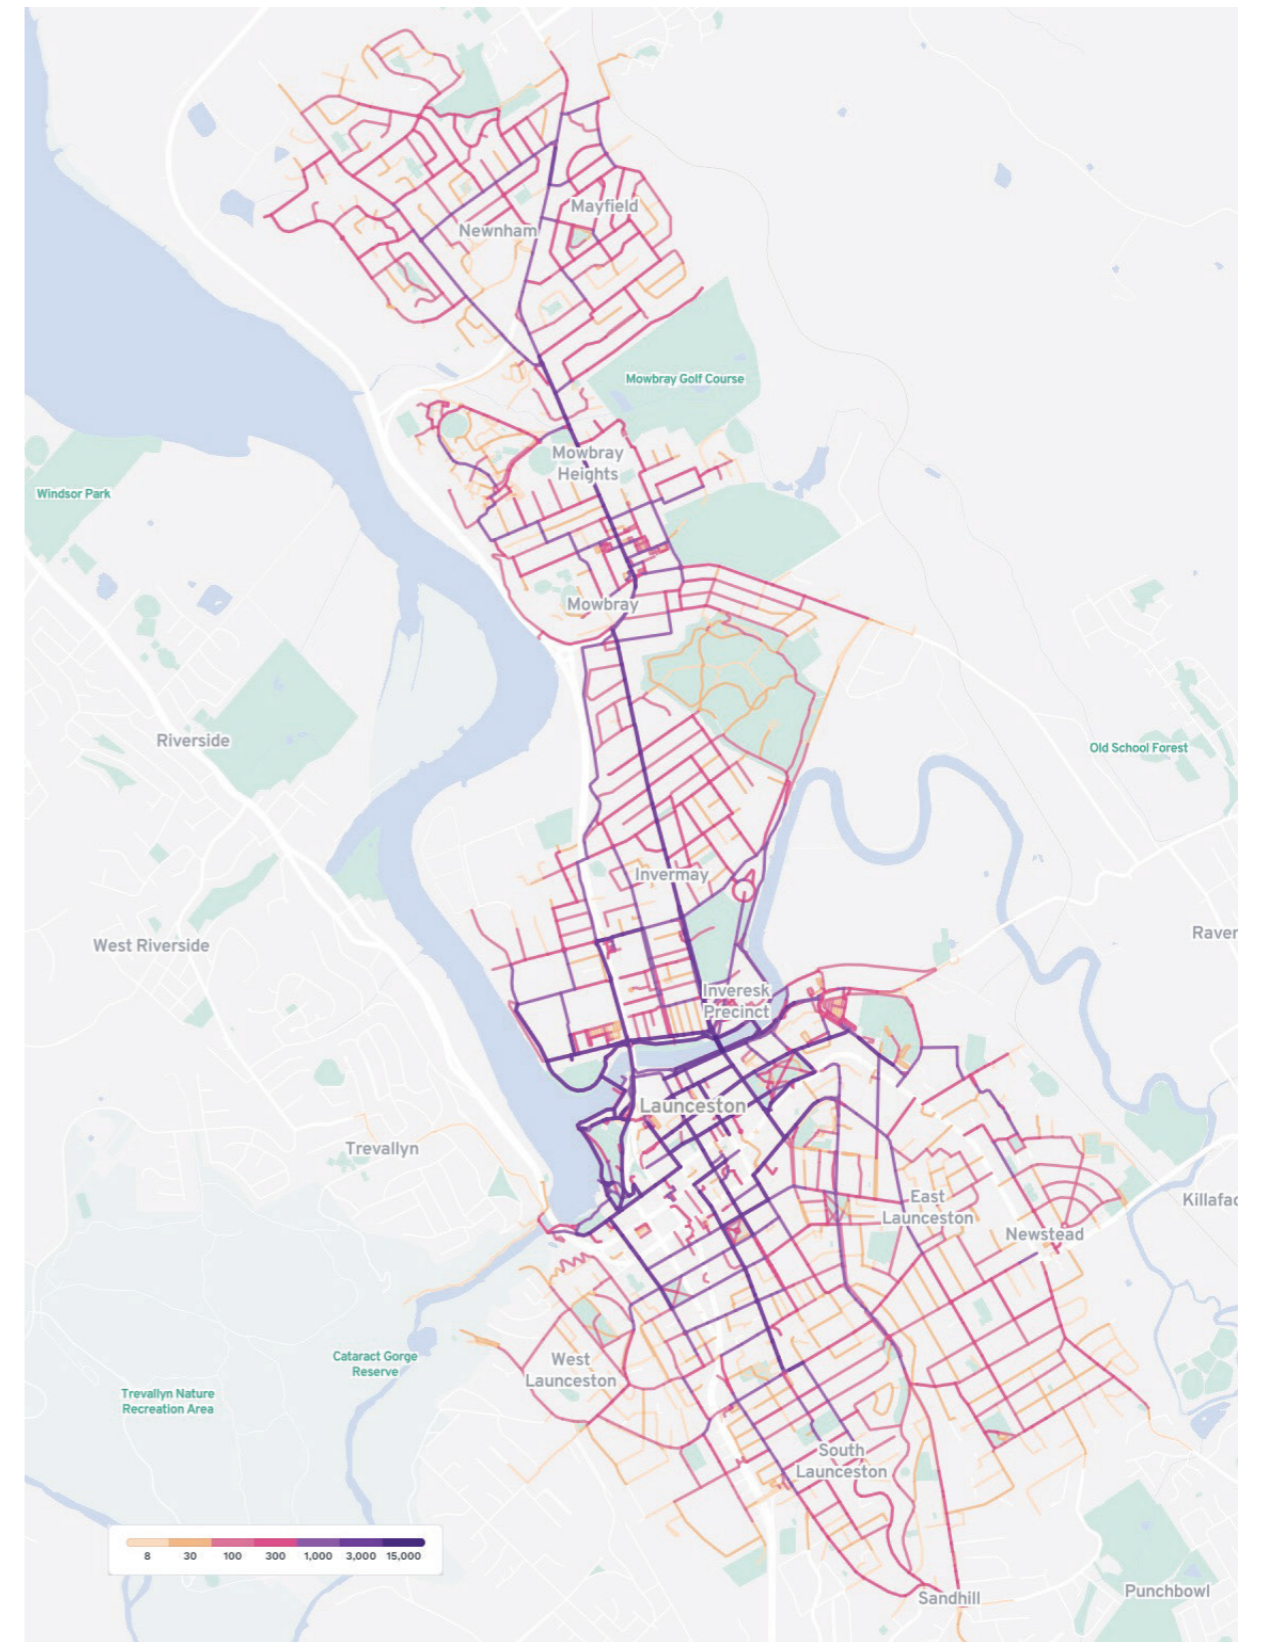 Mayfield
Newnham
Mowbray Golf Course
Mowbray
Heights
Windsor Park
Mowbray
Riverside
Old School Forest
Invermay
West Riverside
Raver
Inveresk
Precinct
Launceston
Trevallyn
East
Launceston
Killafad
Newstead
Cataract Gorge
Reserve
West
Launceston
Trevallyn Nature
Recreation Area
South
Launceston
8 30 100 300 1,000 3,000 15,000
Sandhill
Punchbowl